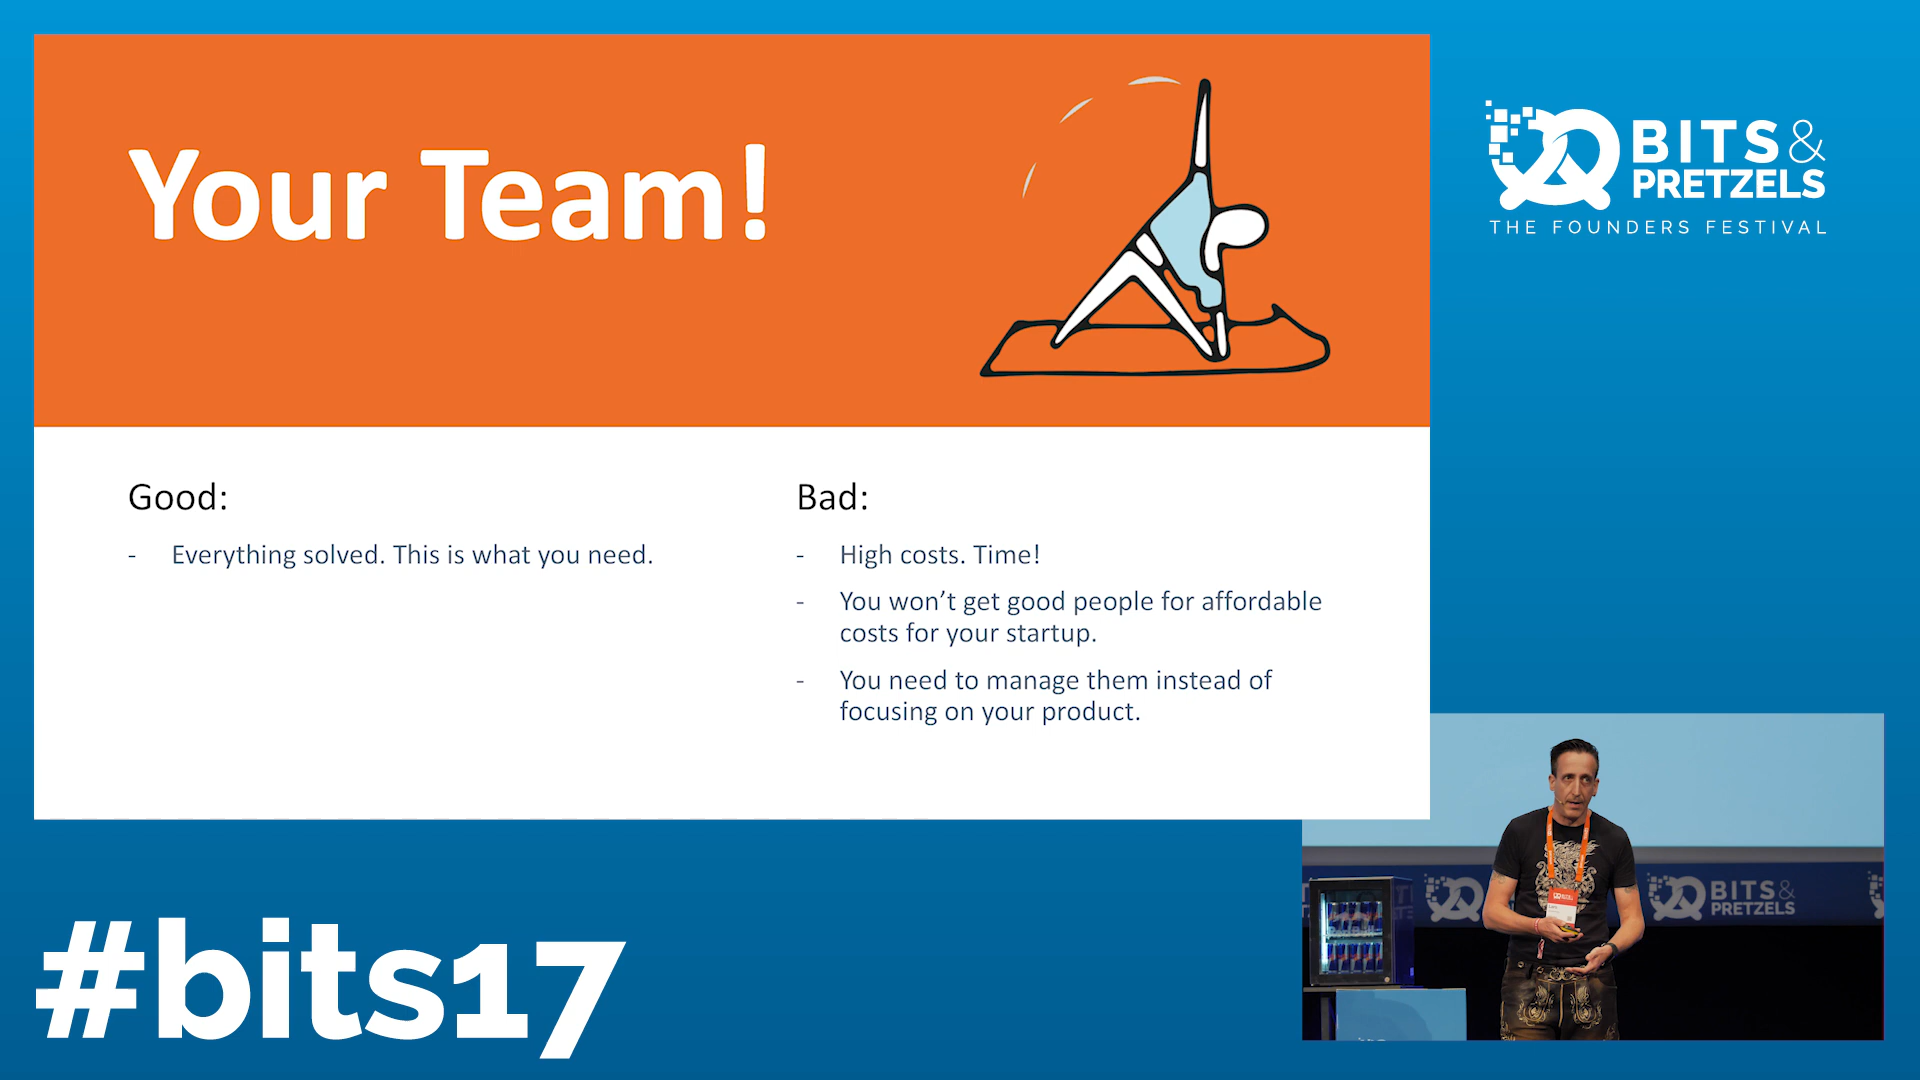 Your Team!
BITS &
PRETZELS
THE FOUNDERS FESTIVAL
Good:
- Everything solved. This is what you need.
Bad:
- High costs. Time!
- You won’t get good people for affordable
costs for your startup.
- You need to manage them instead of
focusing on your product.
#bits17
BITS &
PRETZELS